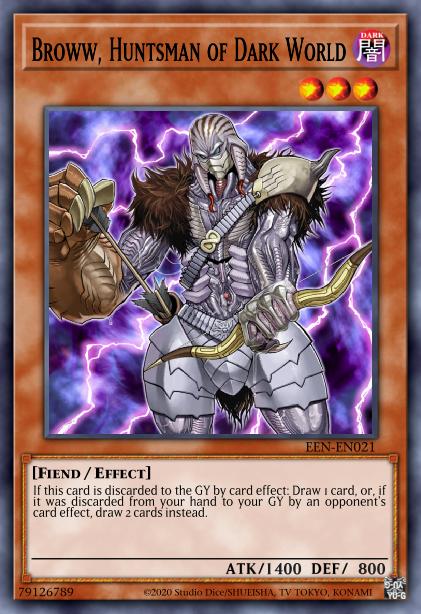 Broww, Huntsman of Dark World
DARK
闇
EEN-EN021
[Fiend / Effect]
If this card is discarded to the GY by card effect: Draw 1 card, or, if
it was discarded from your hand to your GY by an opponent's
card effect, draw 2 cards instead.
ATK/1400 DEF/ 800
79126789
©2020 Studio Dice/SHUEISHA, TV TOKYO, KONAMI